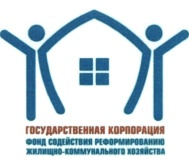 ГОСУДАРСТВЕННАЯ КОРПОРАЦИЯ
ФОНД СОДЕЙСТВИЯ РЕФОРМИРОВАНИЮ
ЖИЛИЩНО-КОММУНАЛЬНОГО ХОЗЯЙСТВА